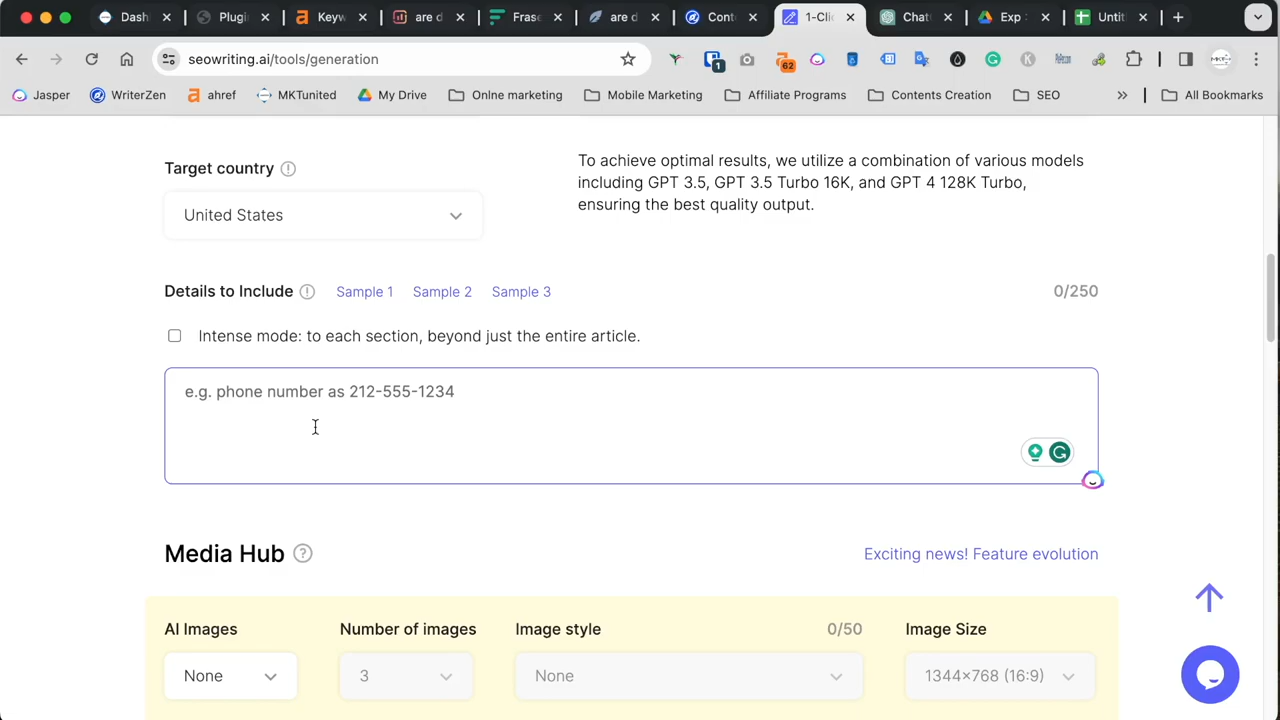 Dash
Plugi
Keyw
are d
Frase
are d
Cont
1-Clic
Chat
Exp
Untit
seowriting.ai/tools/generation
1
62
Jasper
WriterZen
ahref
MKTunited
My Drive
Onlne marketing
Mobile Marketing
Affiliate Programs
Contents Creation
SEO
All Bookmarks
Target country
United States
To achieve optimal results, we utilize a combination of various models
including GPT 3.5, GPT 3.5 Turbo 16K, and GPT 4 128K Turbo,
ensuring the best quality output.
Details to Include
Sample 1
Sample 2
Sample 3
0/250
Intense mode: to each section, beyond just the entire article.
e.g. phone number as 212-555-1234
Media Hub
Exciting news! Feature evolution
AI Images
Number of images
Image style
0/50
Image Size
None
3
None
1344×768 (16:9)